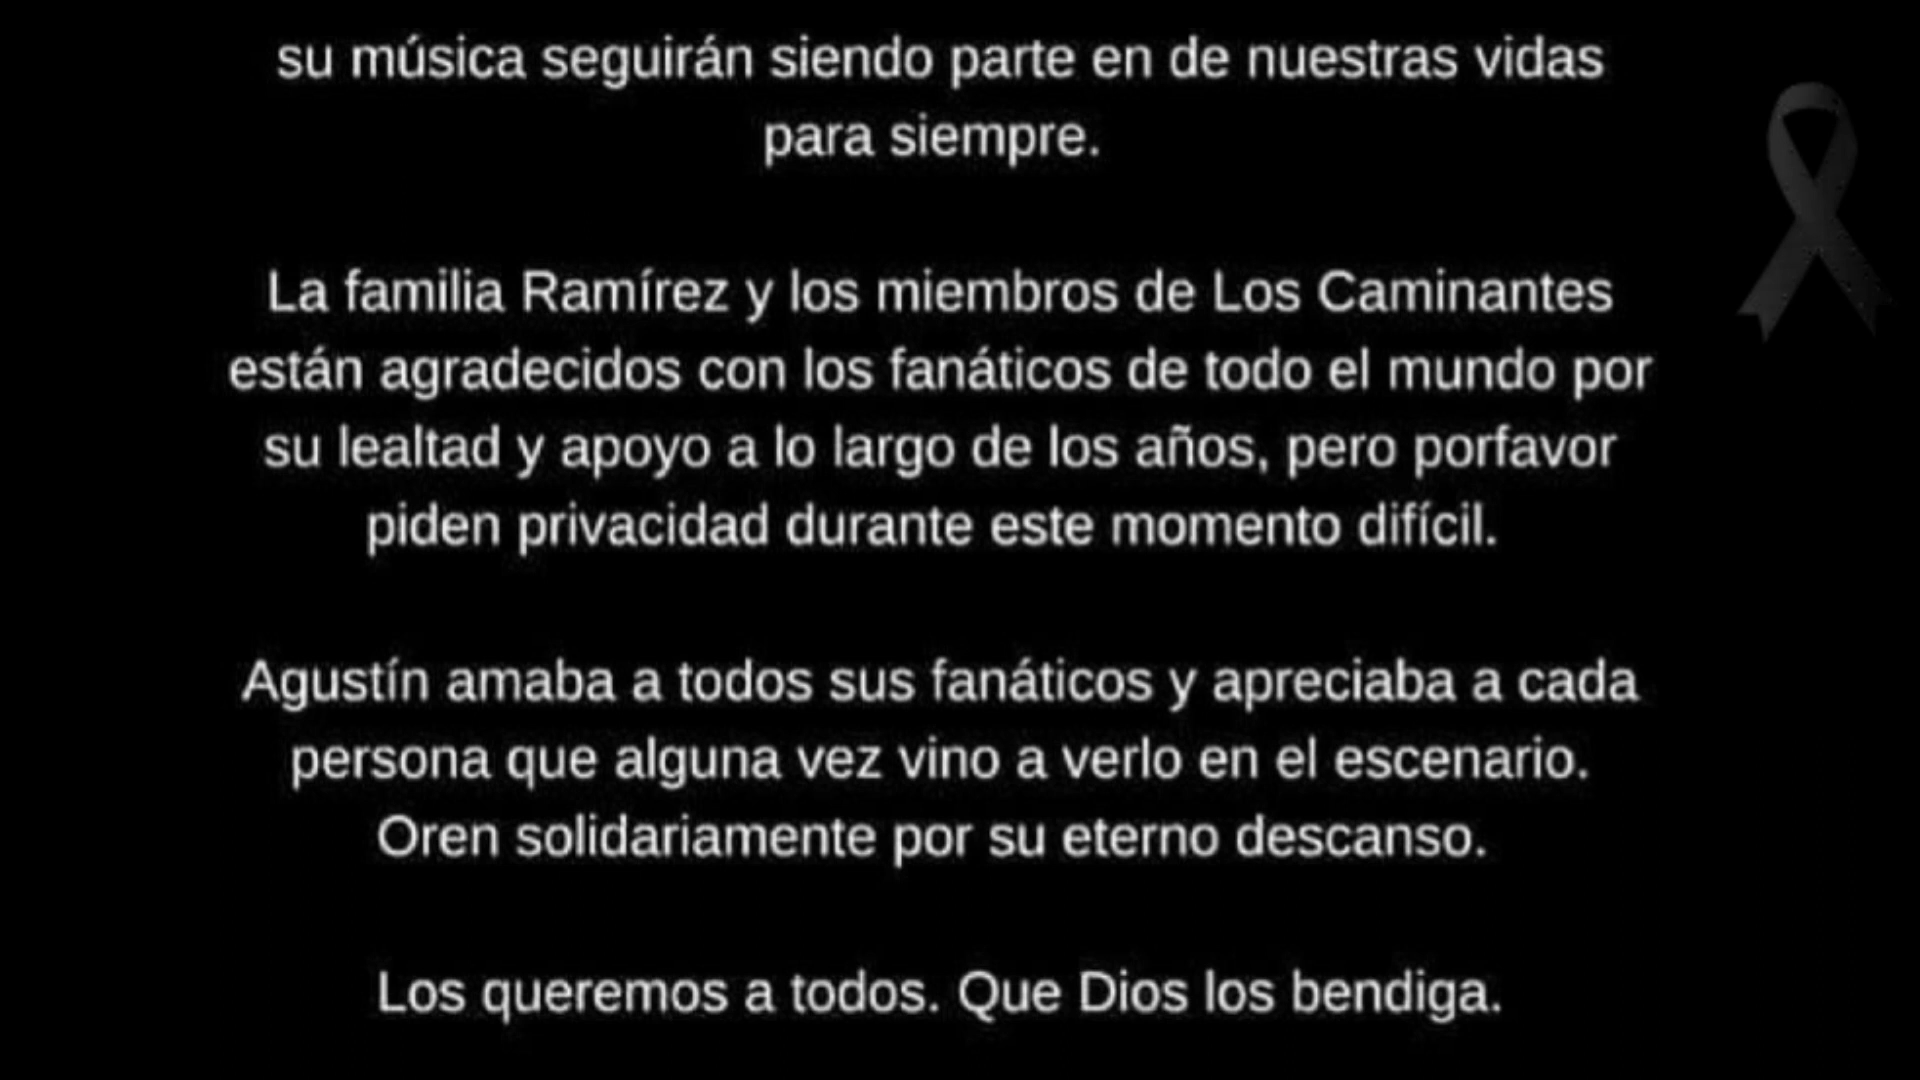 su música seguirán siendo parte en de nuestras vidas
para siempre.
La familia Ramírez y los miembros de Los Caminantes
están agradecidos con los fanáticos de todo el mundo por
su lealtad y apoyo a lo largo de los años, pero porfavor
piden privacidad durante este momento difícil.
Agustín amaba a todos sus fanáticos y apreciaba a cada
persona que alguna vez vino a verlo en el escenario.
Oren solidariamente por su eterno descanso.
Los queremos a todos. Que Dios los bendiga.